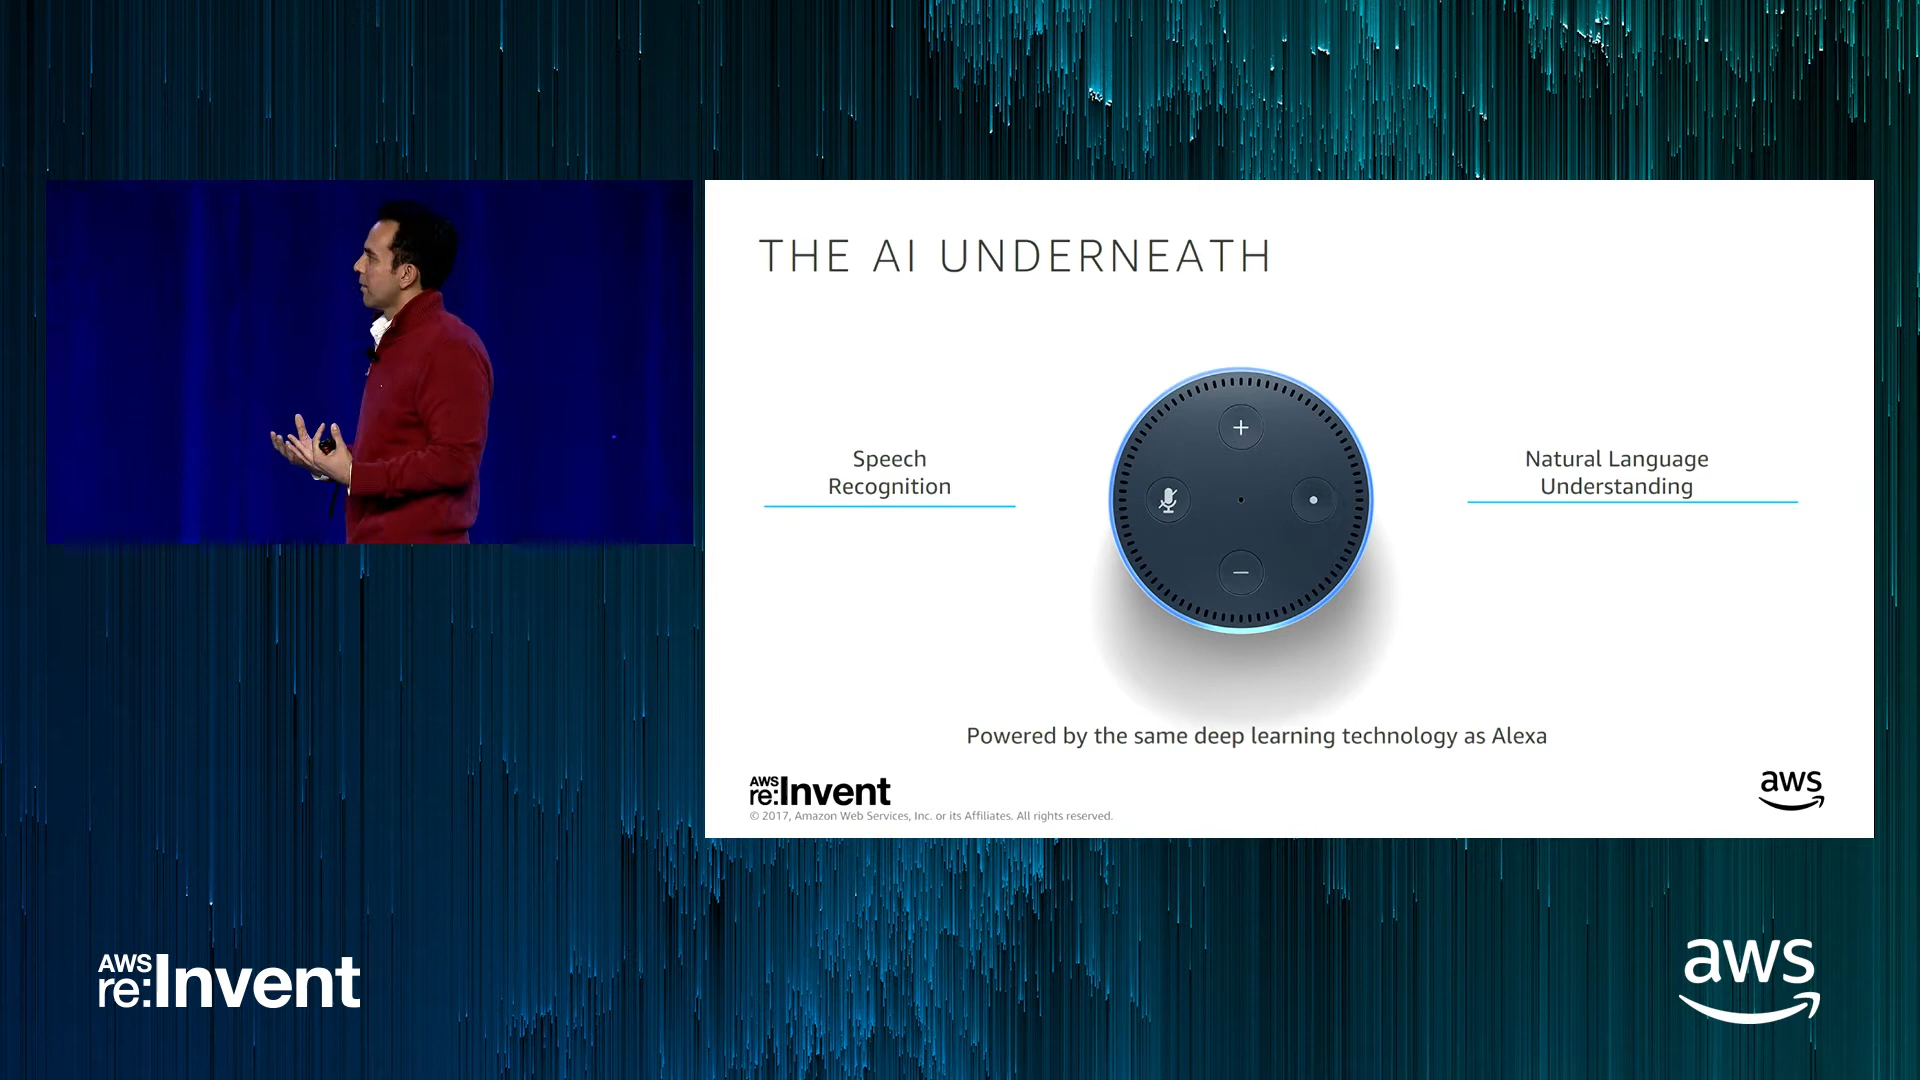 THE AI UNDERNEATH
Speech
Recognition
Natural Language
Understanding
Powered by the same deep learning technology as Alexa
AWS
re:Invent
© 2017, Amazon Web Services, Inc. or its Affiliates. All rights reserved.
aws
AWS
re:Invent
aws